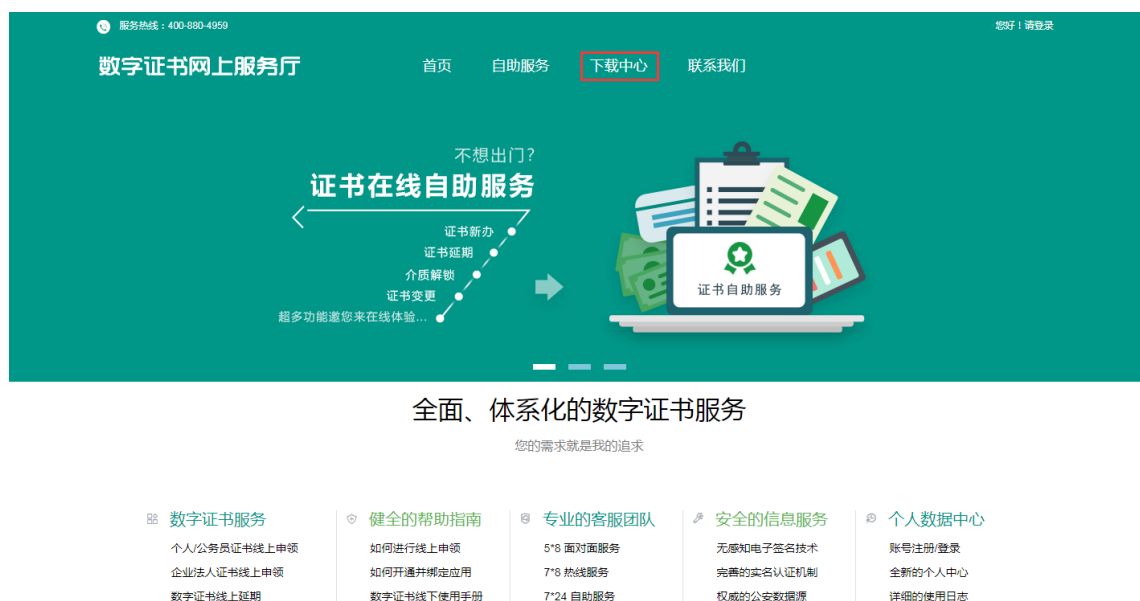 服务热线：400-880-4959
您好！请登录
数字证书网上服务厅
首页 自助服务 下载中心 联系我们
不想出门？
证书在线自助服务
证书新办
证书延期
介质解锁
证书变更
超多功能邀您来在线体验...
证书自助服务
全面、体系化的数字证书服务
您的需求就是我的追求
数字证书服务
个人/公务员证书线上申领
企业法人证书线上申领
数字证书线上延期
健全的帮助指南
如何进行线上申领
如何开通并绑定应用
数字证书线下使用手册
专业的客服团队
5*8 面对面服务
7*8 热线服务
7*24 自助服务
安全的信息服务
无感知电子签名技术
完善的实名认证机制
权威的公安数据源
个人数据中心
账号注册/登录
全新的个人中心
详细的使用日志